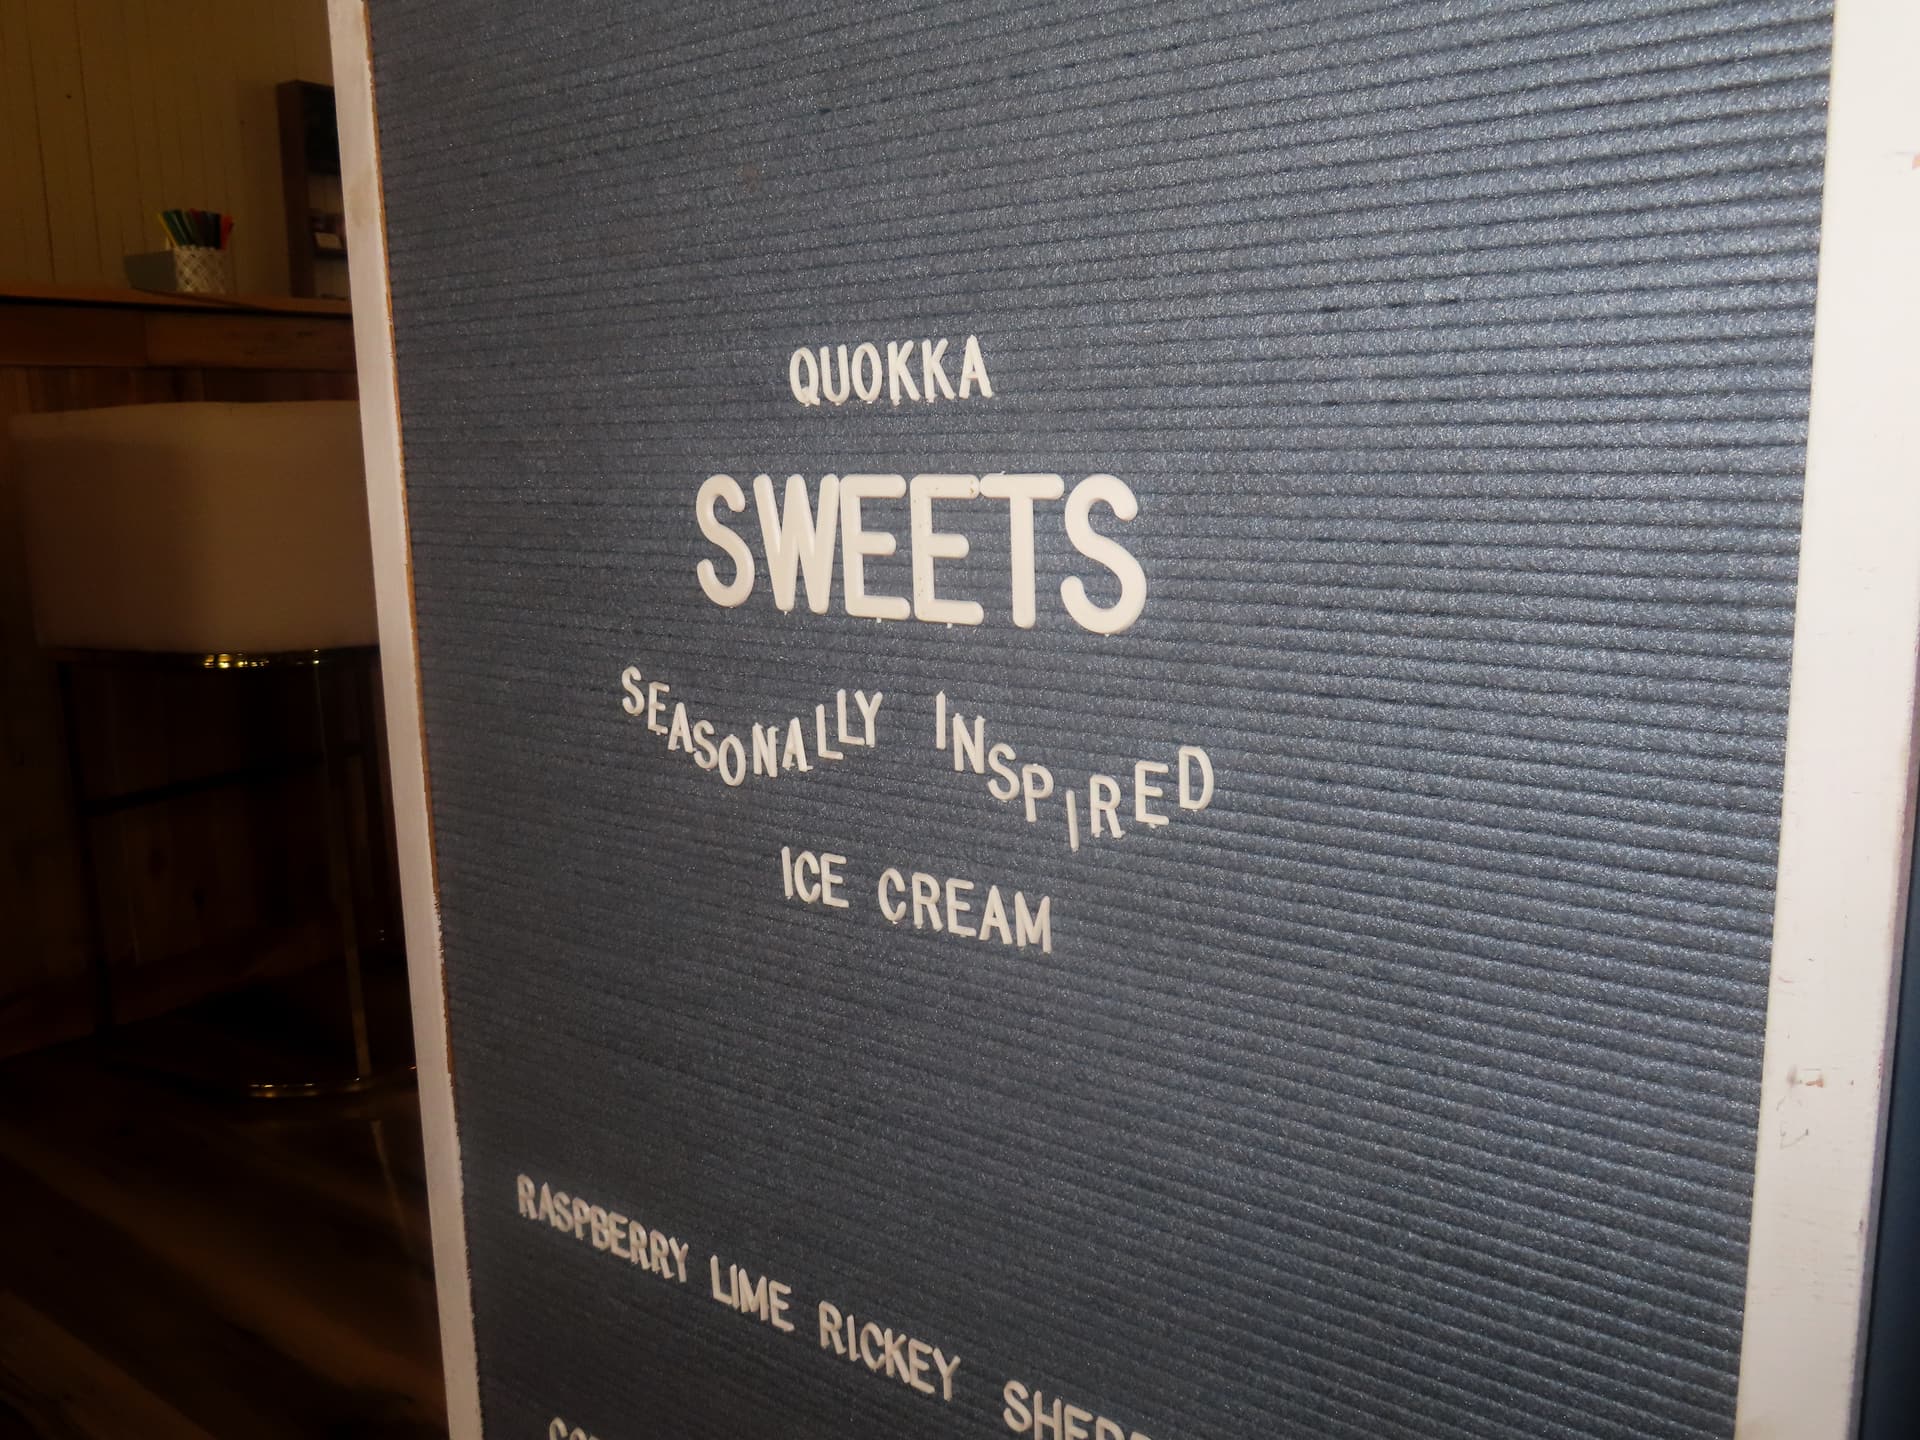 QUOKKA
SWEETS
SEASONALLY INSPIRED
ICE CREAM
RASPBERRY LIME RICKEY